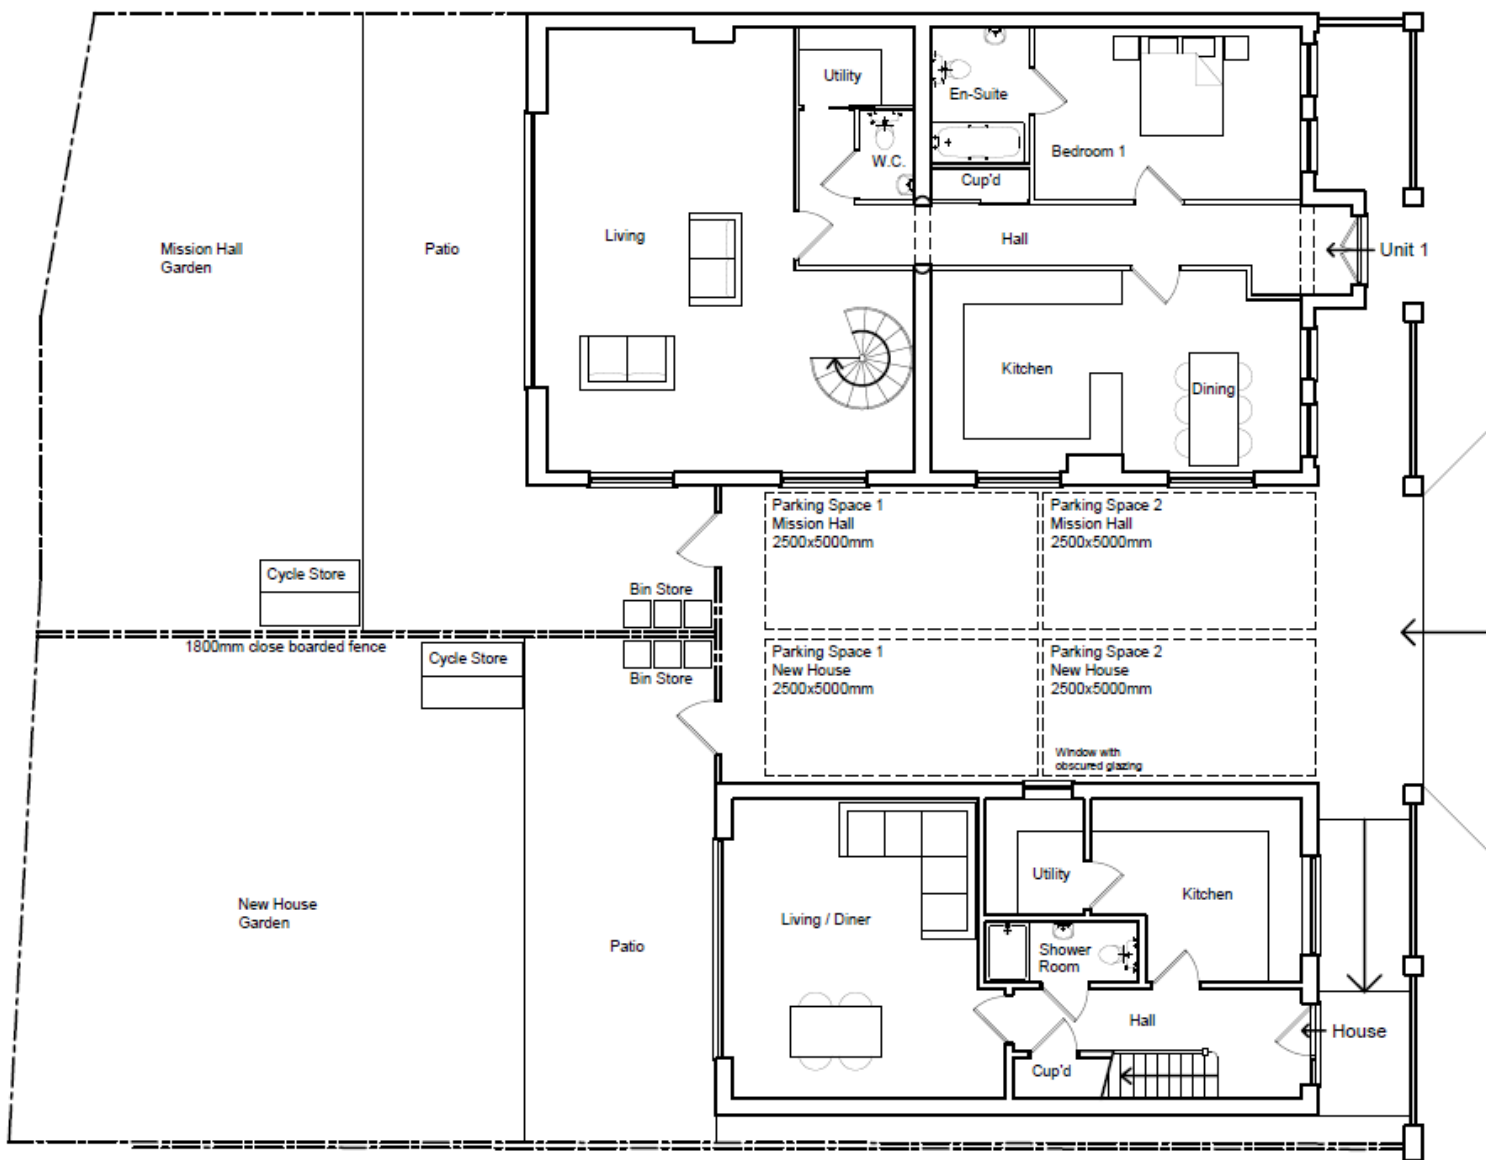 Utility
En-Suite
W.C.
Bedroom 1
Cup'd
Mission Hall
Garden
Patio
Living
Hall
Unit 1
Kitchen
Dining
Parking Space 1
Mission Hall
2500x5000mm
Parking Space 2
Mission Hall
2500x5000mm
Cycle Store
Bin Store
1800mm close boarded fence
Cycle Store
Bin Store
Parking Space 1
New House
2500x5000mm
Parking Space 2
New House
2500x5000mm
Window with
obscured glazing
New House
Garden
Patio
Living / Diner
Utility
Kitchen
Shower
Room
Hall
House
Cup'd